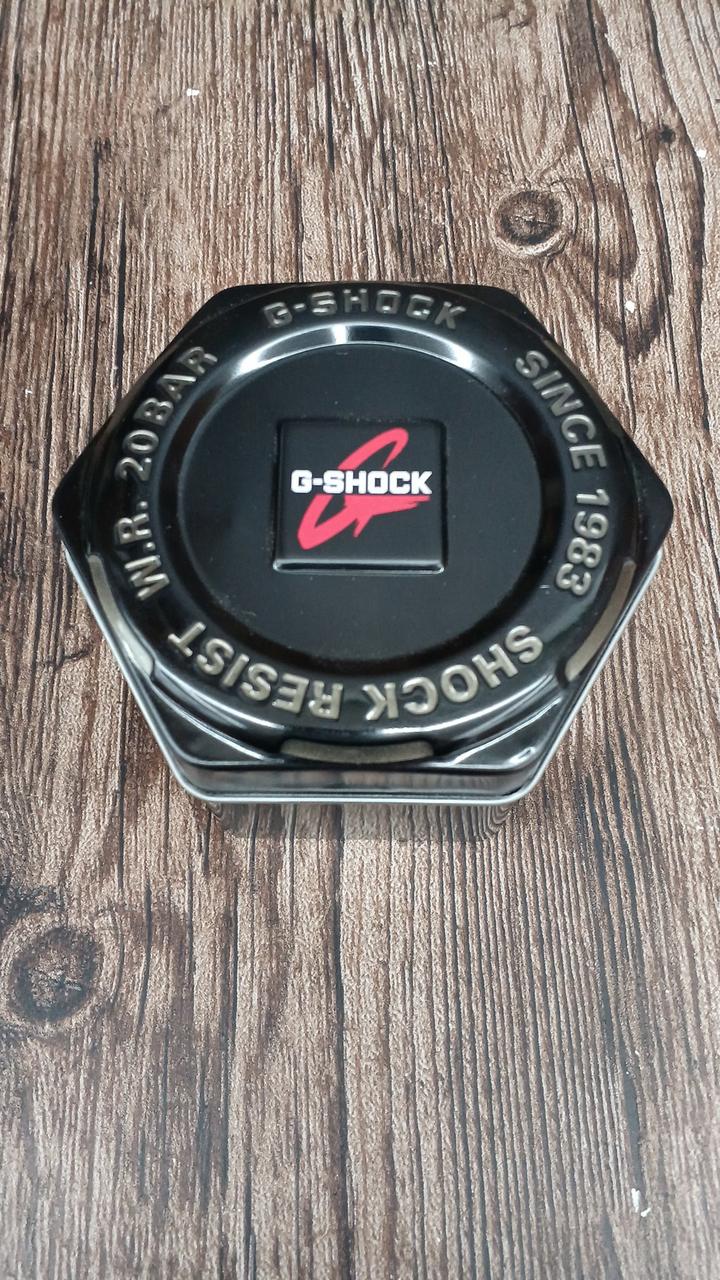 G-SHOCK
SINCE 1983
SHOCK RESIST
W.R. 20BAR
G-SHOCK